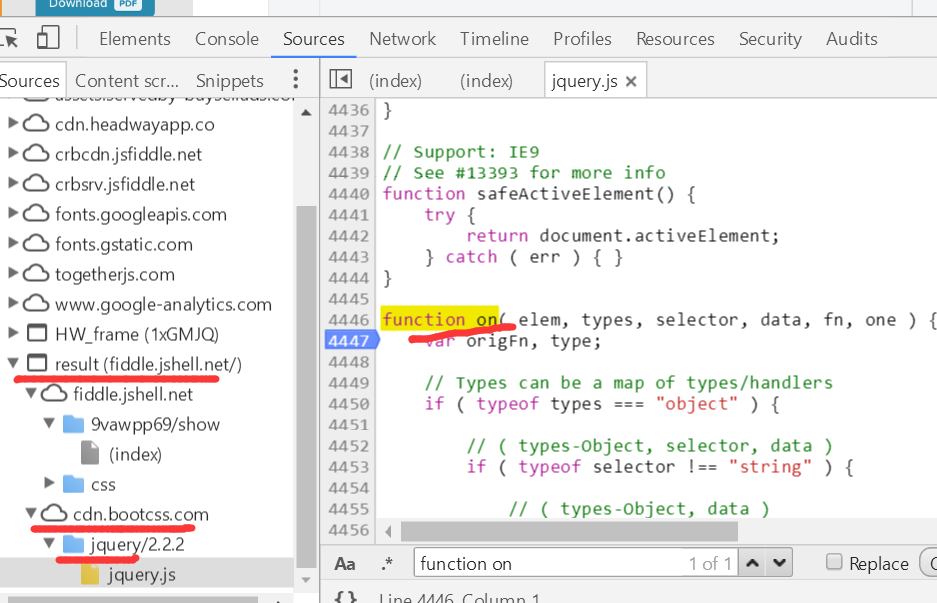 Download PDF
Elements Console Sources Network Timeline Profiles Resources Security Audits
Sources Content scr... Snippets
(index) (index) jquery.js ×
assets.servedby-buysellads.com
cdn.headwayapp.co
crbcdn.jsfiddle.net
crbsrv.jsfiddle.net
fonts.googleapis.com
fonts.gstatic.com
togetherjs.com
www.google-analytics.com
HW_frame (1xGMJQ)
result (fiddle.jshell.net/)
fiddle.jshell.net
9vawpp69/show
(index)
css
cdn.bootcss.com
jquery/2.2.2
jquery.js
4436 }
4437
4438 // Support: IE9
4439 // See #13393 for more info
4440 function safeActiveElement() {
4441 try {
4442 return document.activeElement;
4443 } catch ( err ) { }
4444 }
4445
4446 function on( elem, types, selector, data, fn, one ) {
4447 var origFn, type;
4448
4449 // Types can be a map of types/handlers
4450 if ( typeof types === "object" ) {
4451
4452 // ( types-Object, selector, data )
4453 if ( typeof selector !== "string" ) {
4454
4455 // ( types-Object, data )
4456
Aa .* function on 1 of 1 Replace
{} Line 4446, Column 1